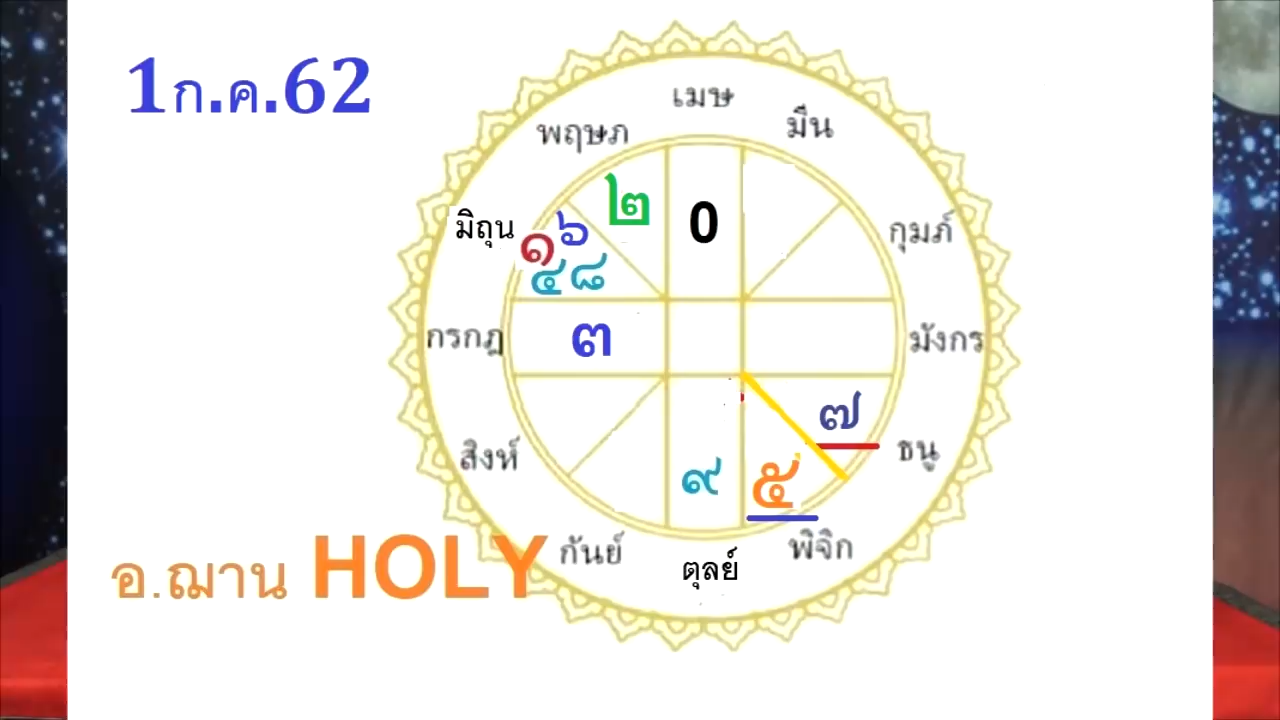 1ก.ค.62
เมษ
พฤษภ
มีน
มิถุน
๒
0
กุมภ์
๑ ๖
๔ ๘
กรกฎ
๓
มังกร
๗
สิงห์
๙
๕
ธนู
กันย์
ตุลย์
พิจิก
อ.ฌาน HOLY